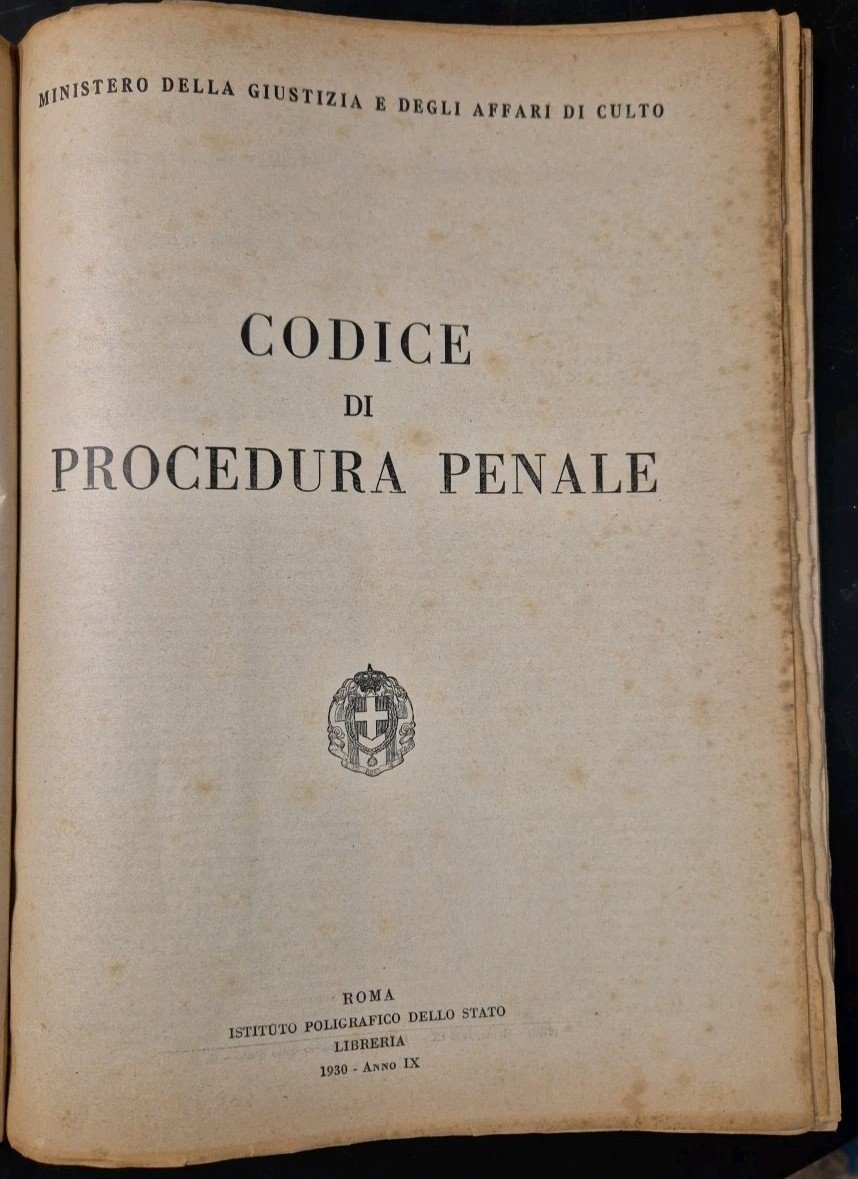 MINISTERO DELLA GIUSTIZIA E DEGLI AFFARI DI CULTO
CODICE
DI
PROCEDURA PENALE
ROMA
ISTITUTO POLIGRAFICO DELLO STATO
LIBRERIA
1930 - ANNO IX